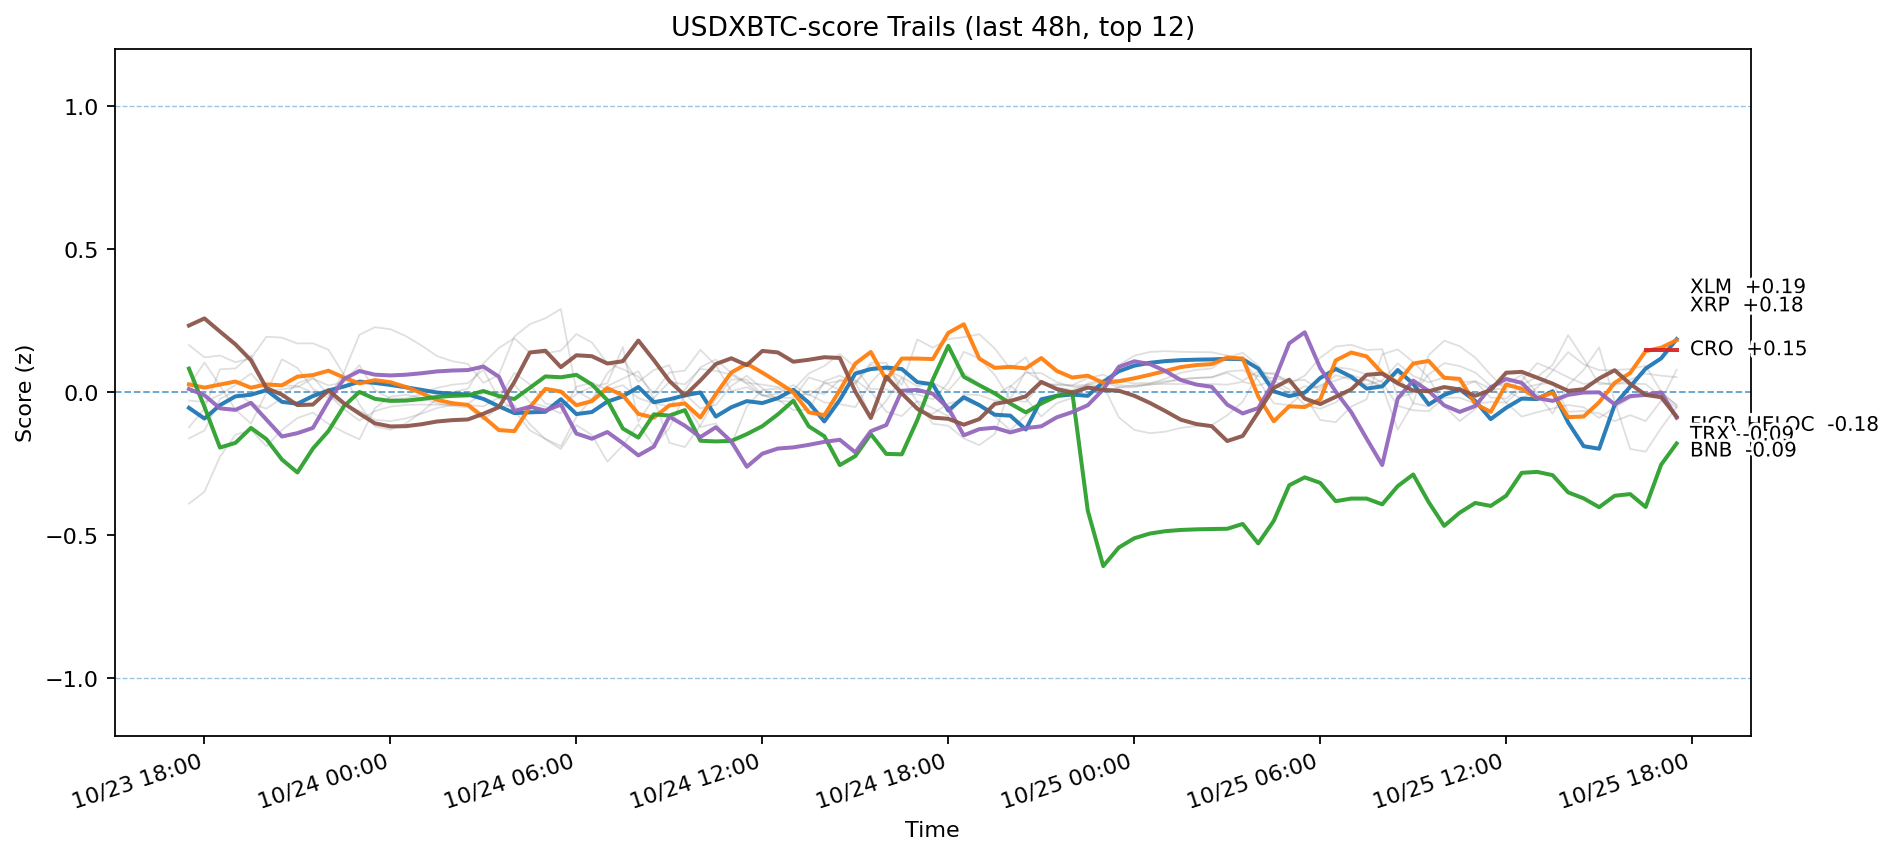 USDXBTC-score Trails (last 48h, top 12)
Score (z)
1.0
0.5
0.0
−0.5
−1.0
XLM +0.19
XRP +0.18
CRO +0.15
HELOC -0.18
TRX -0.09
BNB -0.09
10/23 18:00
10/24 00:00
10/24 06:00
10/24 12:00
10/24 18:00
10/25 00:00
10/25 06:00
10/25 12:00
10/25 18:00
Time